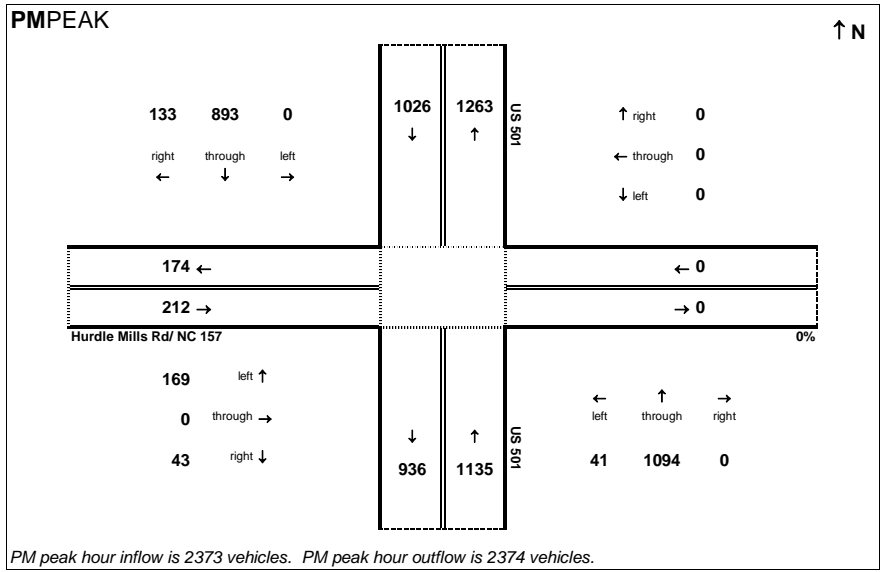 PMPEAK
↑ N
133 893 0
right through left
← ↓ →
1026 1263
↓ ↑
US 501
↑ right 0
← through 0
↓ left 0
174 ←
← 0
212 →
→ 0
Hurdle Mills Rd/ NC 157
0%
169 left ↑
0 through →
43 right ↓
↓ ↑
936 1135
US 501
← ↑ →
left through right
41 1094 0
PM peak hour inflow is 2373 vehicles. PM peak hour outflow is 2374 vehicles.